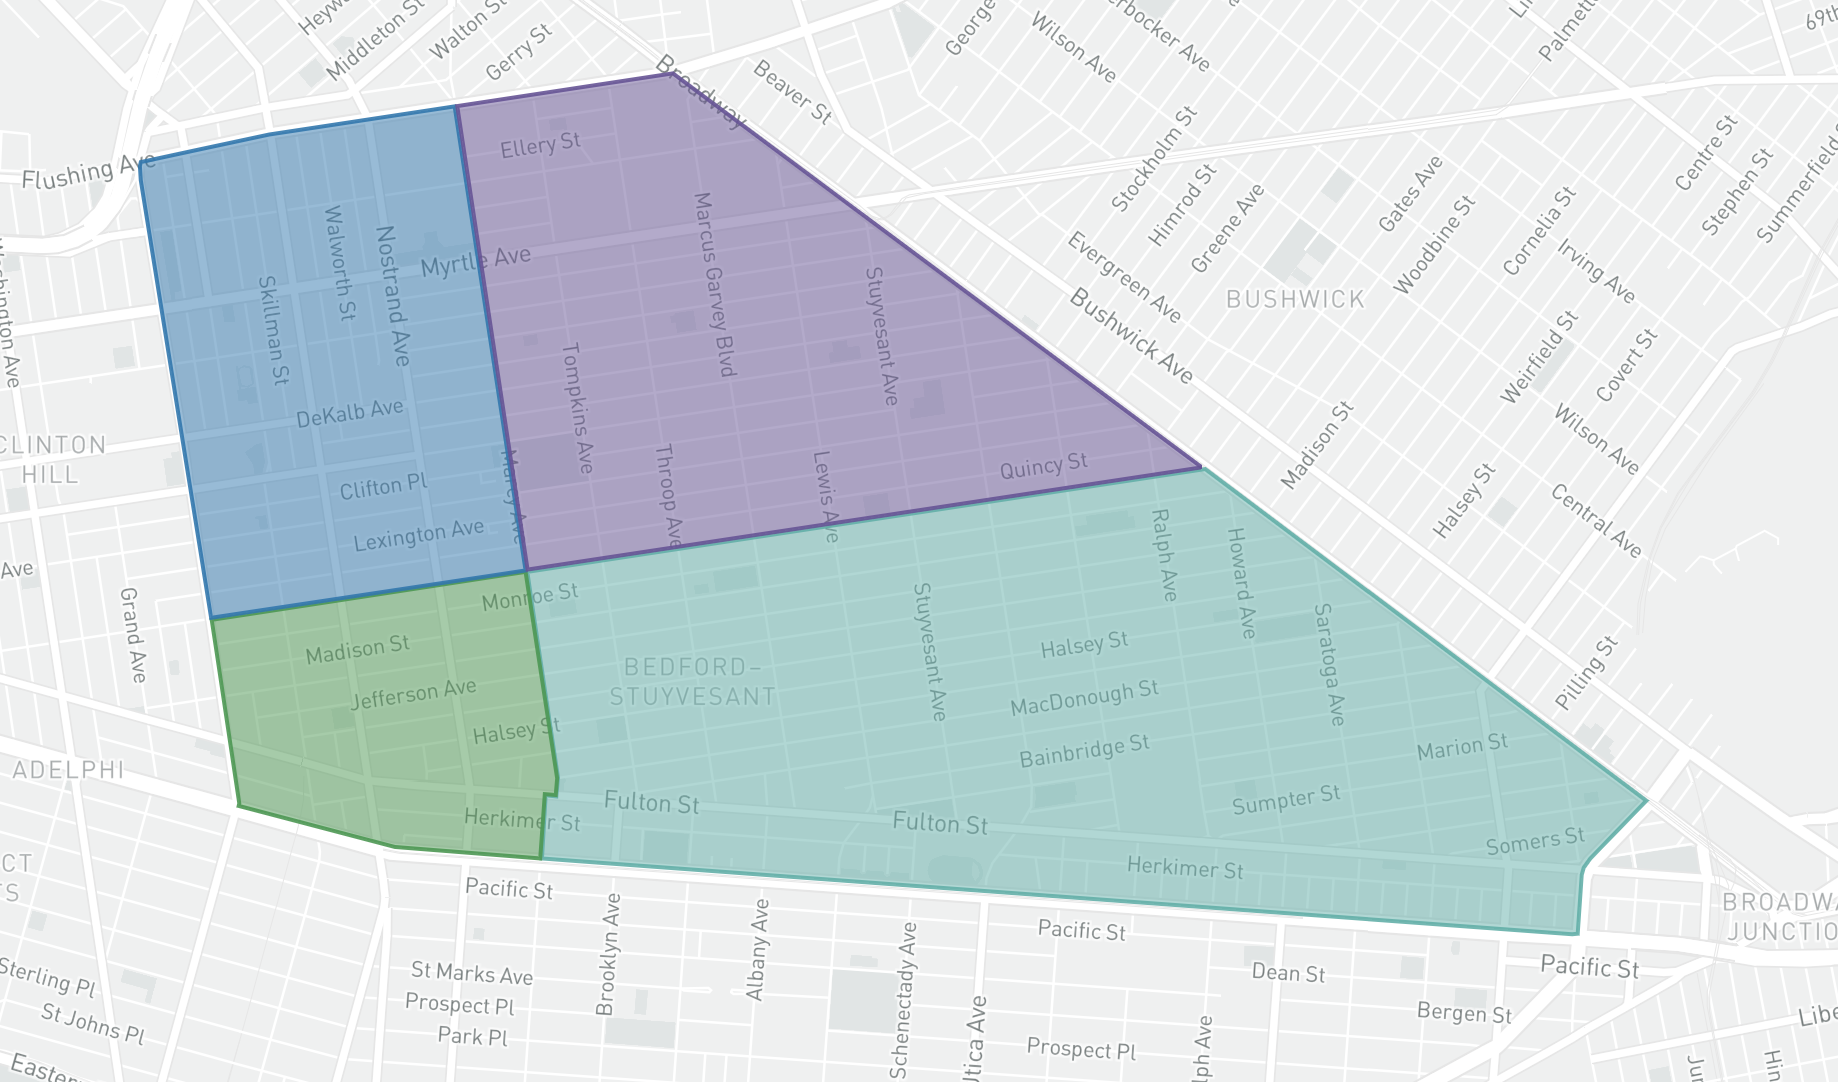 Heyw
Middleton St
Walton St
Gerry St
Broadway
Beaver St
George
Wilson Ave
erbocker Ave
Palmetto
69th
Flushing Ave
Ellery St
Stockholm St
Himrod St
Greene Ave
Gates Ave
Woodbine St
Cornelia St
Centre St
Stephen St
Summerfield S
Irving Ave
Evergreen Ave
BUSHWICK
Bushwick Ave
Walworth St
Nostrand Ave
Myrtle Ave
Marcus Garvey Blvd
Stuyvesant Ave
Skillman St
Washington Ave
Weirfield St
Covert St
Tompkins Ave
DeKalb Ave
CLINTON
HILL
Clifton Pl
Marcy Ave
Throop Ave
Lewis Ave
Quincy St
Madison St
Wilson Ave
Halsey St
Central Ave
Lexington Ave
Ave
Grand Ave
Monroe St
Ralph Ave
Howard Ave
Saratoga Ave
Stuyvesant Ave
Madison St
Halsey St
Pilling St
BEDFORD–
STUYVESANT
Jefferson Ave
MacDonough St
Halsey St
Bainbridge St
Marion St
ADELPHI
Fulton St
Fulton St
Sumpter St
Herkimer St
Somers St
Herkimer St
CT
TS
Pacific St
Brooklyn Ave
Albany Ave
Schenectady Ave
Pacific St
BROADWA
JUNCTIO
Sterling Pl
St Marks Ave
Dean St
Pacific St
Prospect Pl
Utica Ave
Bergen St
Libe
St Johns Pl
Park Pl
Prospect Pl
lph Ave
Eastern
Jun
Hin